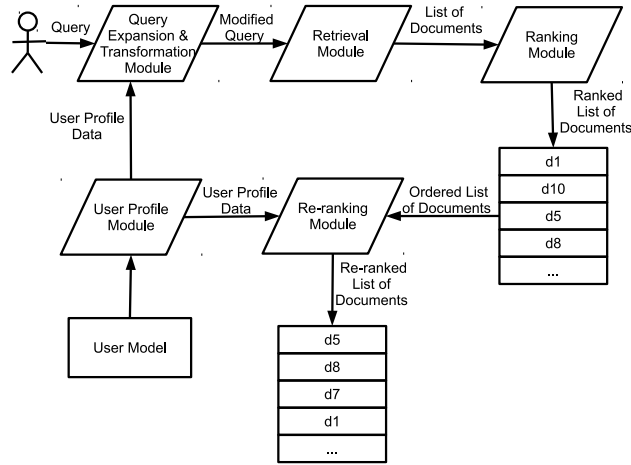 Query
Query
Expansion &
Transformation
Module
Modified
Query
Retrieval
Module
List of
Documents
Ranking
Module
User Profile
Data
Ranked
List of
Documents
User Profile
Module
User Profile
Data
Re-ranking
Module
Ordered List
of Documents
d1
d10
d5
d8
...
Re-ranked
List of
Documents
User Model
d5
d8
d7
d1
...